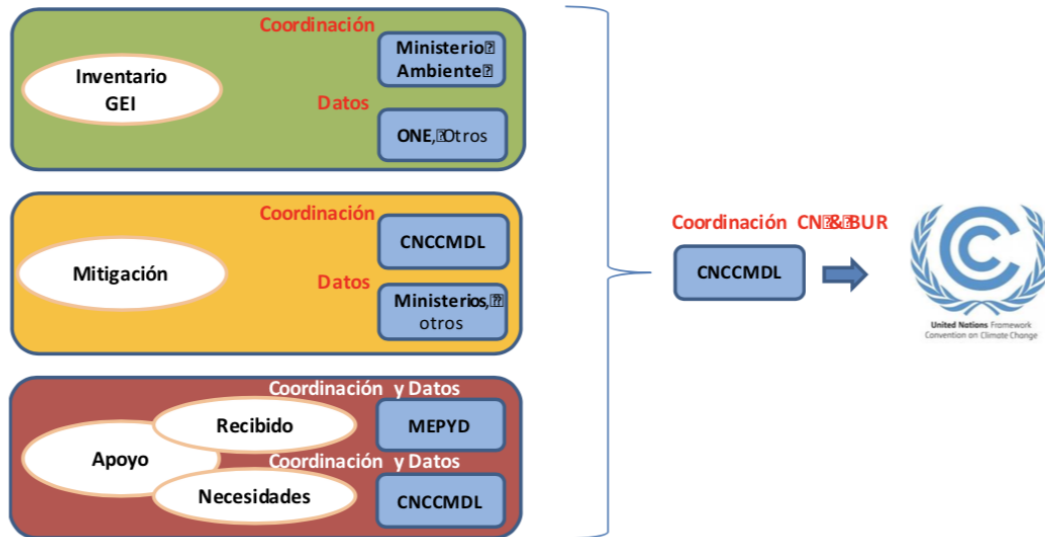 Coordinación
Inventario
GEI
Ministerio
Ambiente
Datos
ONE, Otros
Coordinación
Mitigación
CNCCMDL
Datos
Ministerios,
otros
Coordinación y Datos
Apoyo
Recibido
MEPYD
Coordinación y Datos
Necesidades
CNCCMDL
Coordinación CN & BUR
CNCCMDL
United Nations Framework
Convention on Climate Change